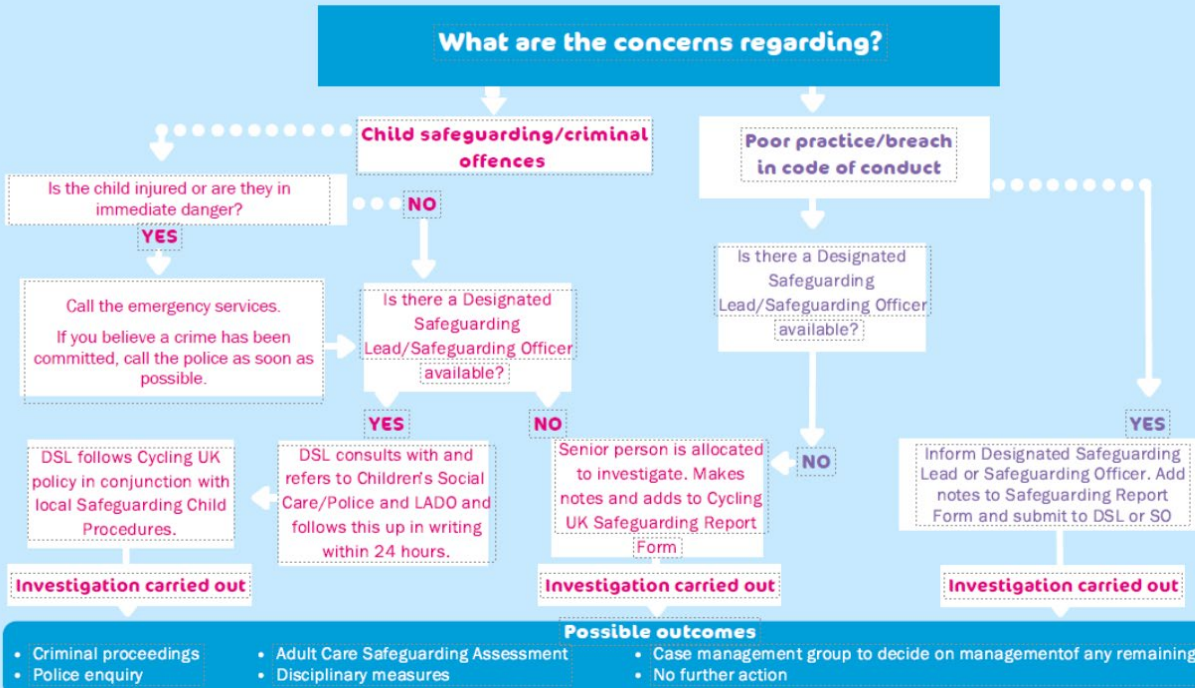 What are the concerns regarding?
Child safeguarding/criminal
offences
Poor practice/breach
in code of conduct
Is the child injured or are they in
immediate danger?
NO
YES
Is there a Designated
Safeguarding
Lead/Safeguarding Officer
available?
Call the emergency services.
If you believe a crime has been
committed, call the police as soon as
possible.
Is there a Designated
Safeguarding
Lead/Safeguarding Officer
available?
YES
NO
YES
DSL follows Cycling UK
policy in conjunction with
local Safeguarding Child
Procedures.
DSL consults with and
refers to Children's Social
Care/Police and LADO and
follows this up in writing
within 24 hours.
Senior person is allocated
to investigate. Makes
notes and adds to Cycling
UK Safeguarding Report
Form
NO
Inform Designated Safeguarding
Lead or Safeguarding Officer. Add
notes to Safeguarding Report
Form and submit to DSL or SO
Investigation carried out
Investigation carried out
Investigation carried out
Possible outcomes
• Criminal proceedings
• Police enquiry
• Adult Care Safeguarding Assessment
• Disciplinary measures
• Case management group to decide on managementof any remaining
• No further action